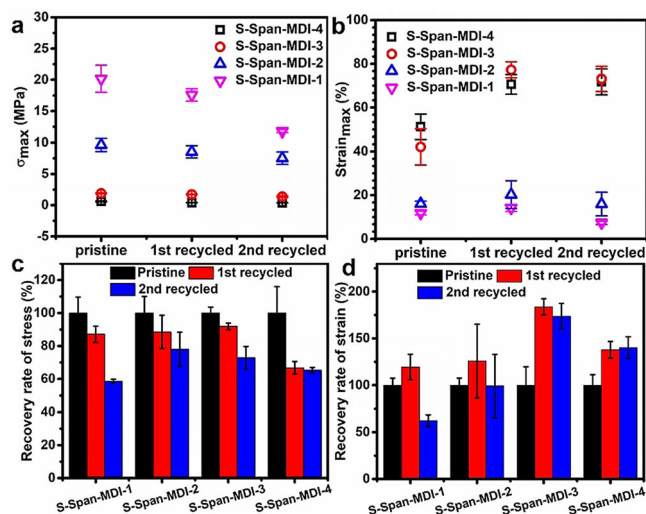 a
S-Span-MDI-4
S-Span-MDI-3
S-Span-MDI-2
S-Span-MDI-1
σmax (MPa)
30
25
20
15
10
5
0
-5
pristine 1st recycled 2nd recycled
b
S-Span-MDI-4
S-Span-MDI-3
S-Span-MDI-2
S-Span-MDI-1
Strainmax (%)
100
80
60
40
20
0
pristine 1st recycled 2nd recycled
c
Pristine 1st recycled
2nd recycled
Recovery rate of stress (%)
120
100
80
60
40
20
0
S-Span-MDI-1 S-Span-MDI-2 S-Span-MDI-3 S-Span-MDI-4
d
Pristine 1st recycled
2nd recycled
Recovery rate of strain (%)
200
150
100
50
0
S-Span-MDI-1 S-Span-MDI-2 S-Span-MDI-3 S-Span-MDI-4